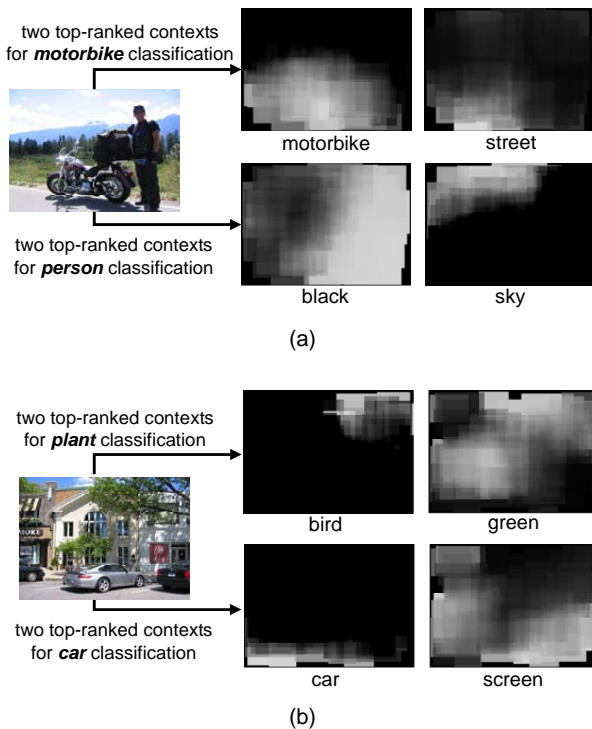 two top-ranked contexts
for motorbike classification
motorbike
street
two top-ranked contexts
for person classification
black
sky
(a)
two top-ranked contexts
for plant classification
bird
green
MORE
two top-ranked contexts
for car classification
car
screen
(b)